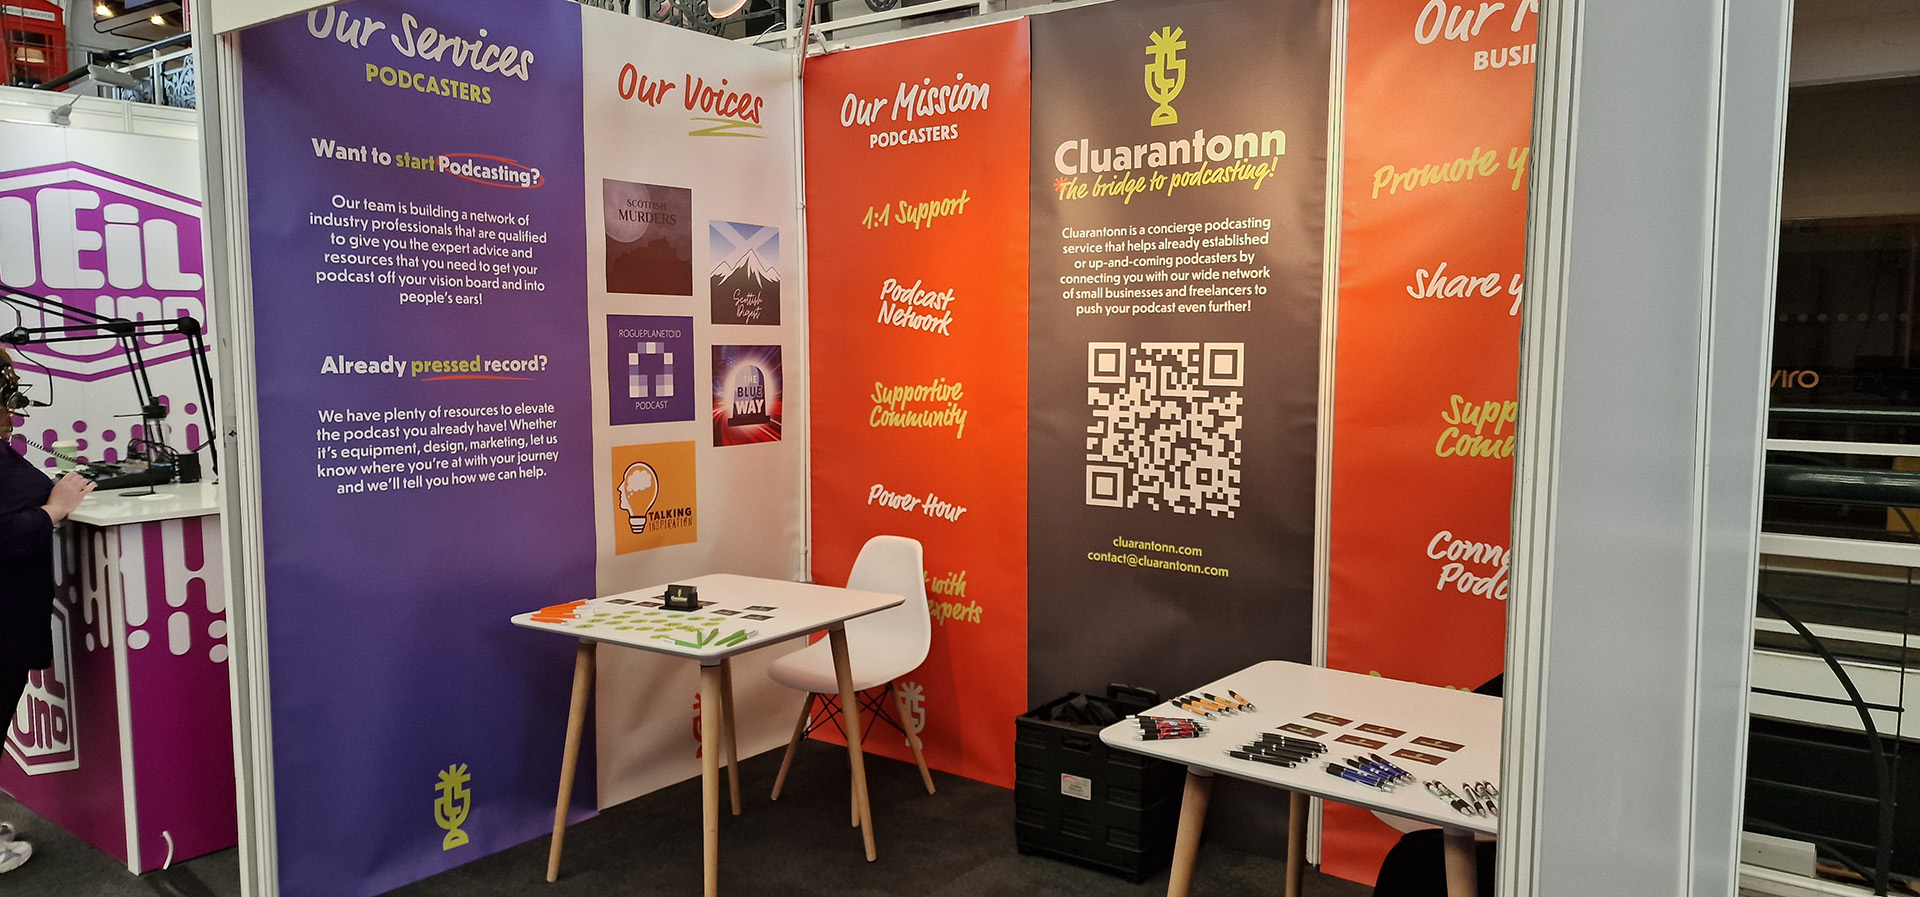 Our Services
PODCASTERS
Want to start Podcasting?
Our team is building a network of
industry professionals that are qualified
to give you the expert advice and
resources that you need to get your
podcast off your vision board and into
people's ears!
Already pressed record?
We have plenty of resources to elevate
the podcast you already have! Whether
it's equipment, design, marketing, let us
know where you're at with your journey
and we'll tell you how we can help.
Our Voices
SCOTTISH
MURDERS
Scottish
Digest
ROGUEPLANETOID
PODCAST
THE
BLUE
WAY
TALKING
INSPIRATION
Our Mission
PODCASTERS
1:1 Support
Podcast
Network
Supportive
Community
Power Hour
with
experts
Cluarantonn
The bridge to podcasting!
Cluarantonn is a concierge podcasting
service that helps already established
or up-and-coming podcasters by
connecting you with our wide network
of small businesses and freelancers to
push your podcast even further!
cluarantonn.com
contact@cluarantonn.com
Our M
BUSI
Promote y
Share y
Supp
Com
Conne
Podc